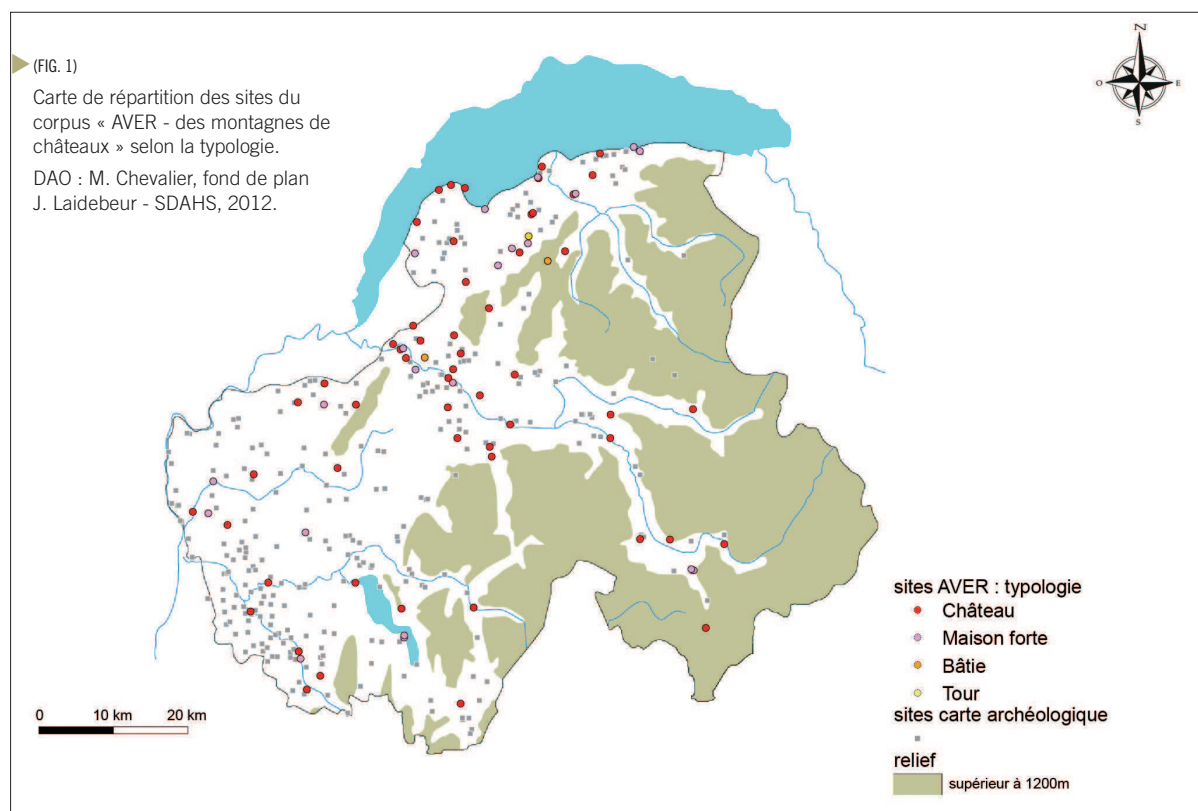 (FIG. 1)
Carte de répartition des sites du
corpus « AVER - des montagnes de
châteaux » selon la typologie.
DAO : M. Chevalier, fond de plan
J. Laidebeur - SDAHS, 2012.
N
O
E
S
sites AVER : typologie
Château
Maison forte
Bâtie
Tour
sites carte archéologique
relief
supérieur à 1200m
0 10 km 20 km